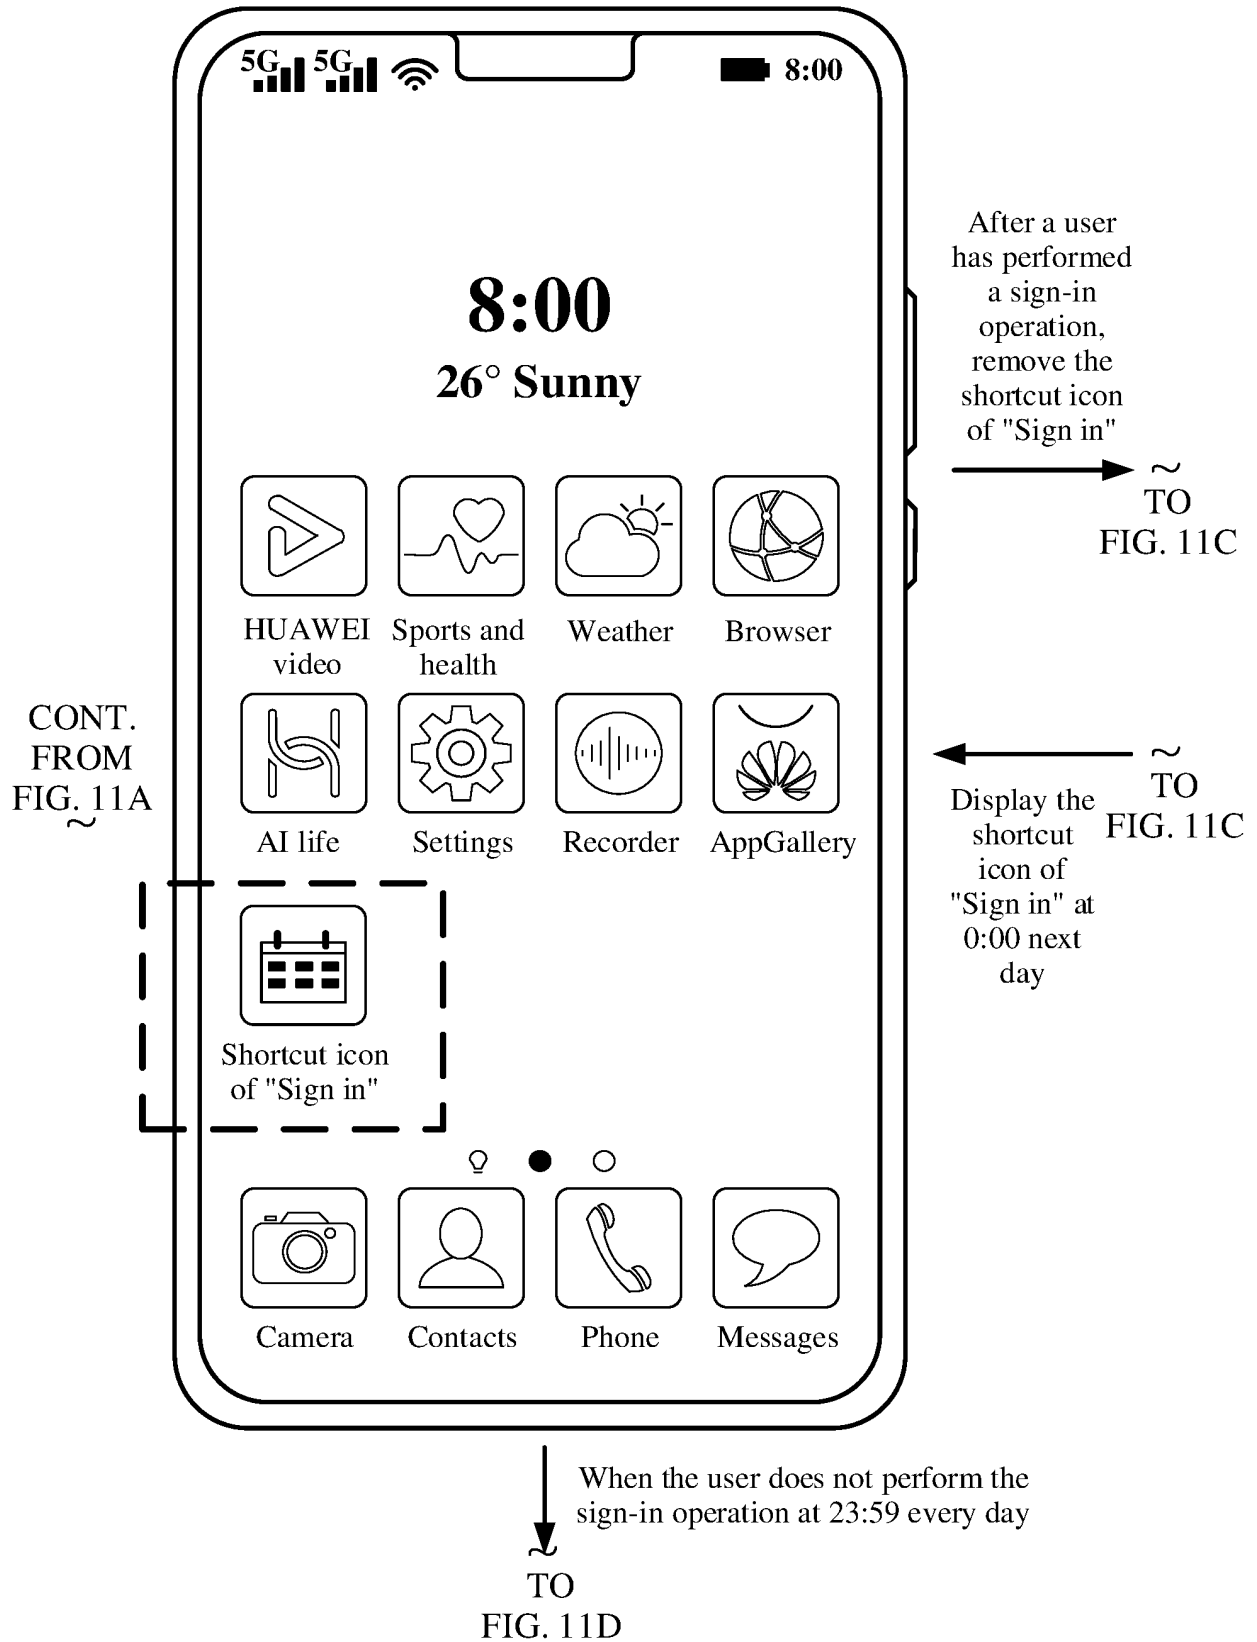 5G 5G 8:00
8:00
26° Sunny
After a user
has performed
a sign-in
operation,
remove the
shortcut icon
of "Sign in"
TO
FIG. 11C
HUAWEI
video
Sports and
health
Weather
Browser
CONT.
FROM
FIG. 11A
TO
FIG. 11C
Display the
shortcut
icon of
"Sign in" at
0:00 next
day
AI life
Settings
Recorder
AppGallery
Shortcut icon
of "Sign in"
Camera
Contacts
Phone
Messages
When the user does not perform the
sign-in operation at 23:59 every day
TO
FIG. 11D